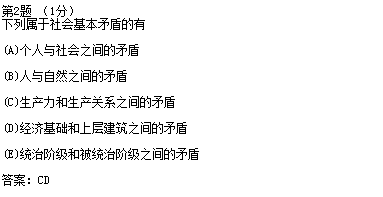 第2题 (1分)
下列属于社会基本矛盾的有
(A)个人与社会之间的矛盾
(B)人与自然之间的矛盾
(C)生产力和生产关系之间的矛盾
(D)经济基础和上层建筑之间的矛盾
(E)统治阶级和被统治阶级之间的矛盾
答案：CD